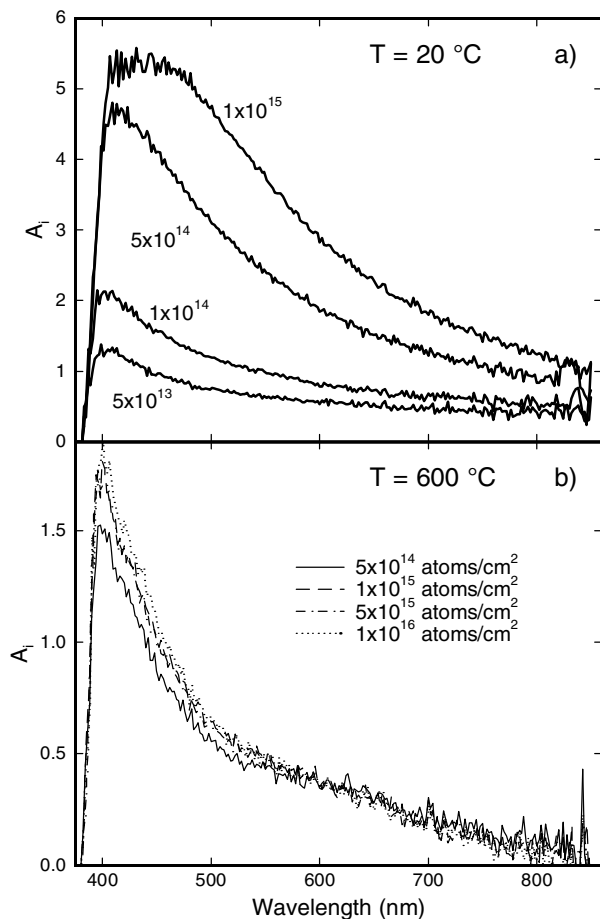 T = 20 °C a)
6
5
4
3
2
1
0
A_i
1x10^15
5x10^14
1x10^14
5x10^13
T = 600 °C b)
1.5
1.0
0.5
0.0
A_i
5x10^14 atoms/cm^2
1x10^15 atoms/cm^2
5x10^15 atoms/cm^2
1x10^16 atoms/cm^2
400 500 600 700 800
Wavelength (nm)